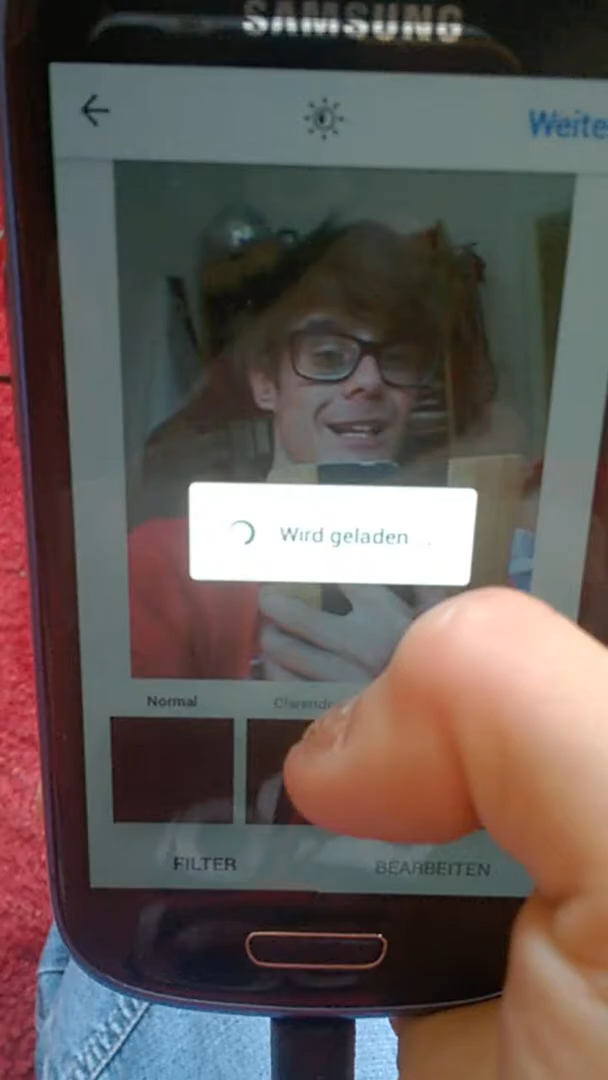 SAMSUNG
Weite
Wird geladen ...
Normal
FILTER
BEARBEITEN